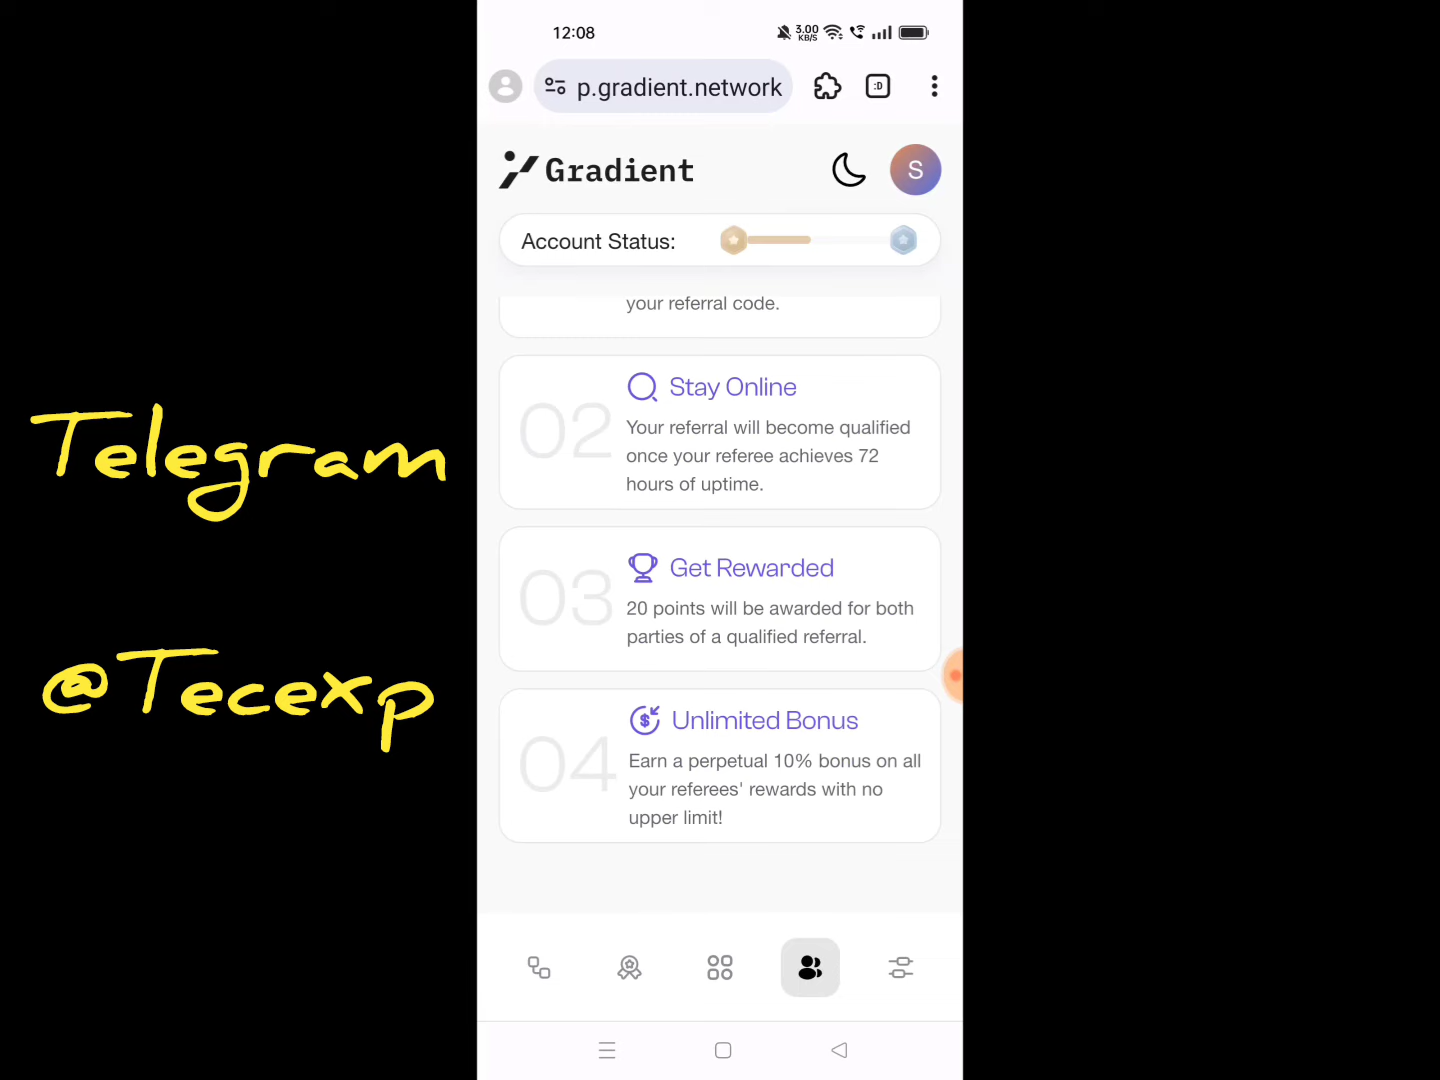 12:08
3.00
KB/S
p.gradient.network
:D
Gradient
S
Account Status:
your referral code.
02
Stay Online
Your referral will become qualified
once your referee achieves 72
hours of uptime.
03
Get Rewarded
20 points will be awarded for both
parties of a qualified referral.
04
Unlimited Bonus
Earn a perpetual 10% bonus on all
your referees' rewards with no
upper limit!
Telegram
@Tecexp